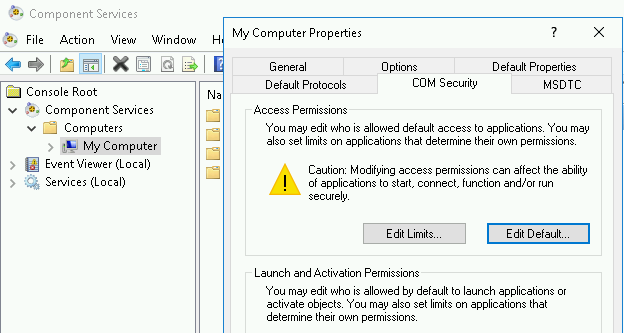 Component Services
File Action View Window H
Console Root
Component Services
Computers
My Computer
Event Viewer (Local)
Services (Local)
Na
My Computer Properties
?
General Options Default Properties
Default Protocols COM Security MSDTC
Access Permissions
You may edit who is allowed default access to applications. You may
also set limits on applications that determine their own permissions.
Caution: Modifying access permissions can affect the ability
of applications to start, connect, function and/or run
securely.
Edit Limits... Edit Default...
Launch and Activation Permissions
You may edit who is allowed by default to launch applications or
activate objects. You may also set limits on applications that
determine their own permissions.